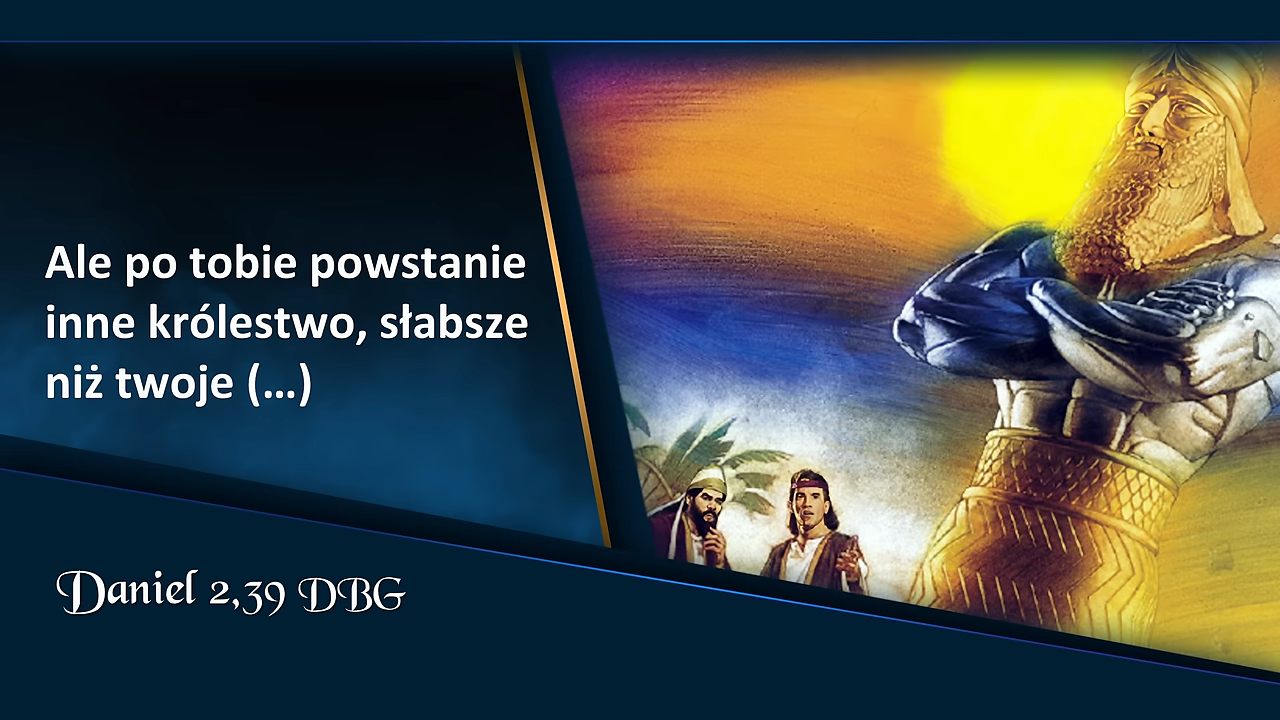 Ale po tobie powstanie
inne królestwo, słabsze
niż twoje (...)
Daniel 2,39 DBG